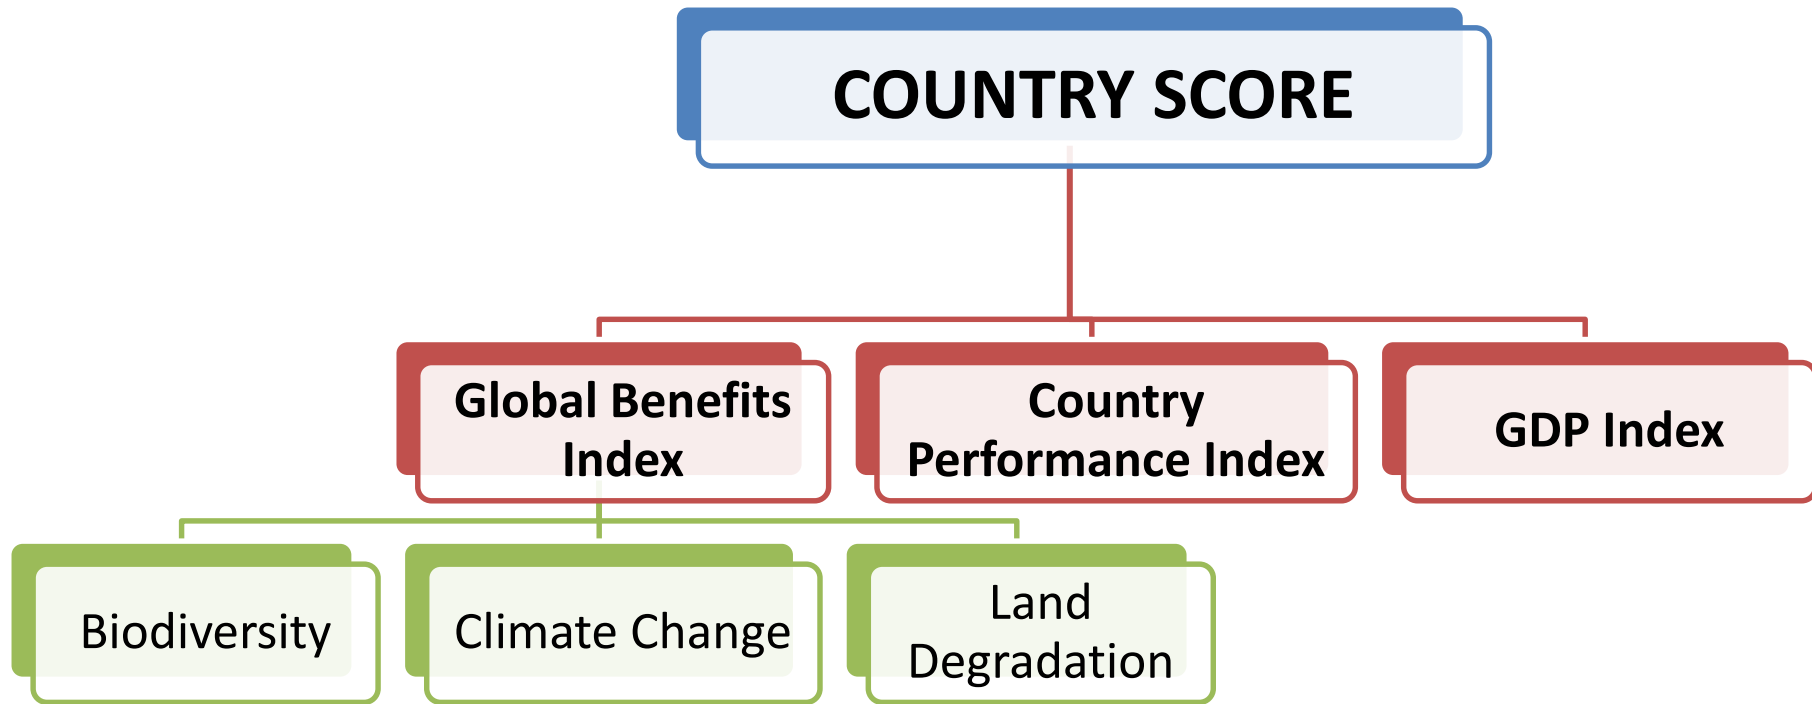 COUNTRY SCORE
Global Benefits
Index
Country
Performance Index
GDP Index
Biodiversity
Climate Change
Land
Degradation